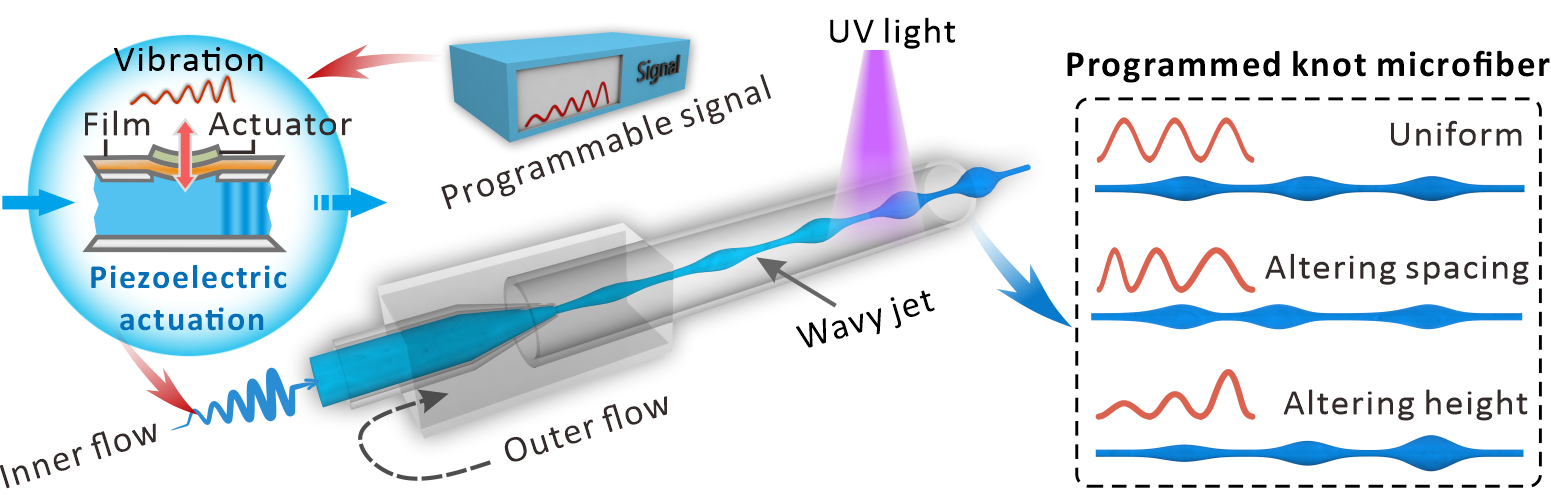 Vibration
Film
Actuator
Piezoelectric
actuation
Signal
Programmable signal
UV light
Wavy jet
Inner flow
Outer flow
Programmed knot microfiber
Uniform
Altering spacing
Altering height